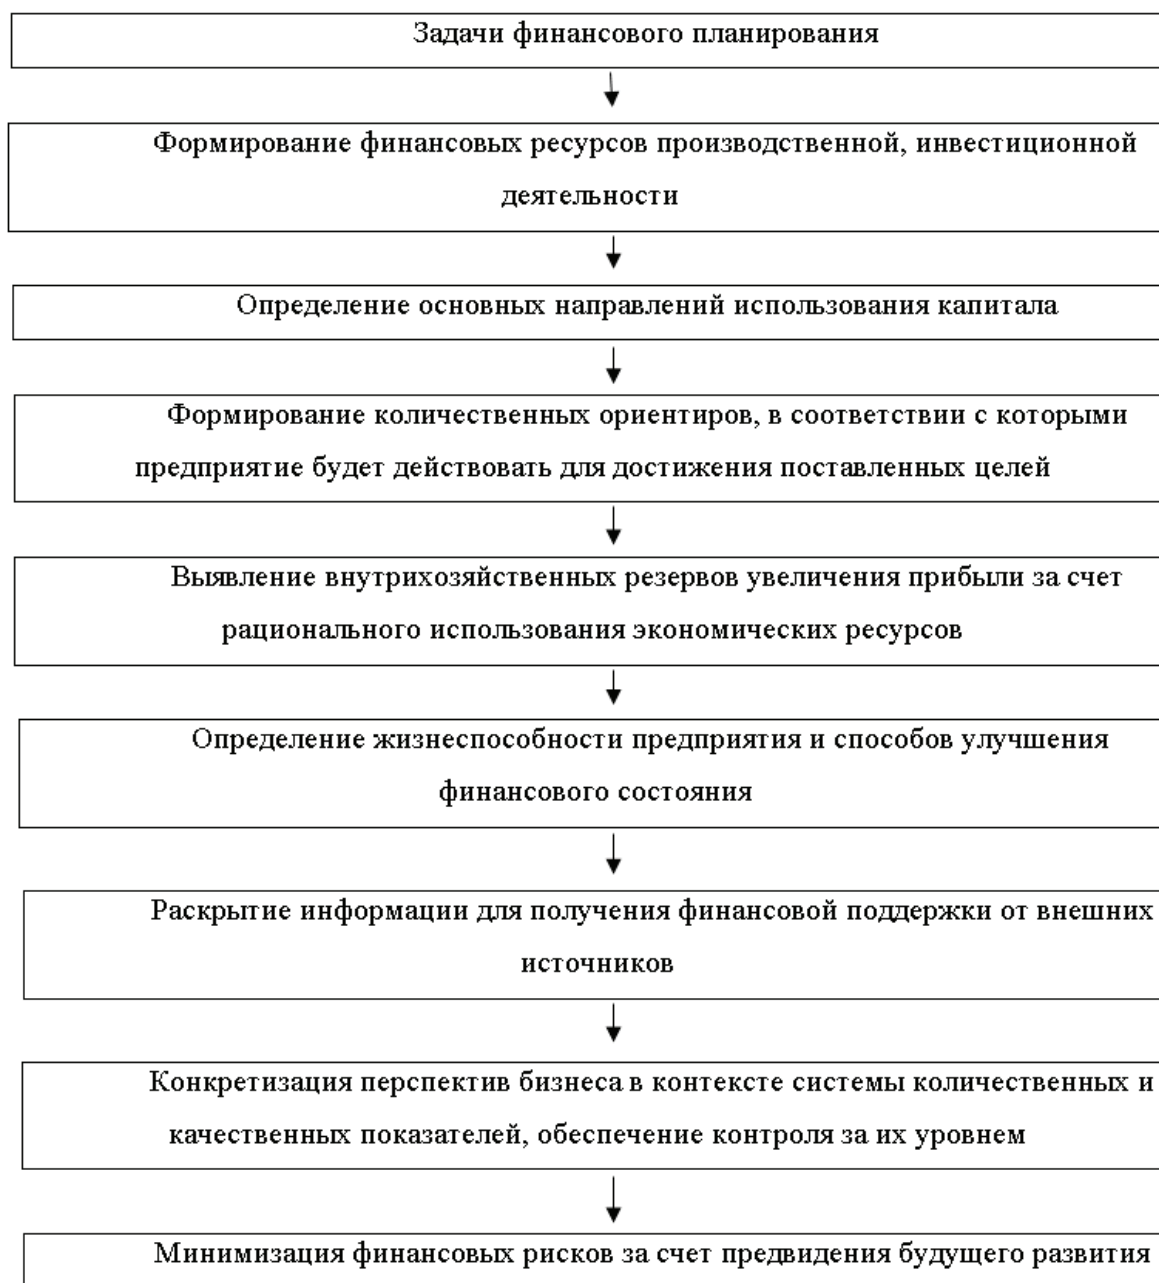 Задачи финансового планирования
Формирование финансовых ресурсов производственной, инвестиционной
деятельности
Определение основных направлений использования капитала
Формирование количественных ориентиров, в соответствии с которыми
предприятие будет действовать для достижения поставленных целей
Выявление внутрихозяйственных резервов увеличения прибыли за счет
рационального использования экономических ресурсов
Определение жизнеспособности предприятия и способов улучшения
финансового состояния
Раскрытие информации для получения финансовой поддержки от внешних
источников
Конкретизация перспектив бизнеса в контексте системы количественных и
качественных показателей, обеспечение контроля за их уровнем
Минимизация финансовых рисков за счет предвидения будущего развития